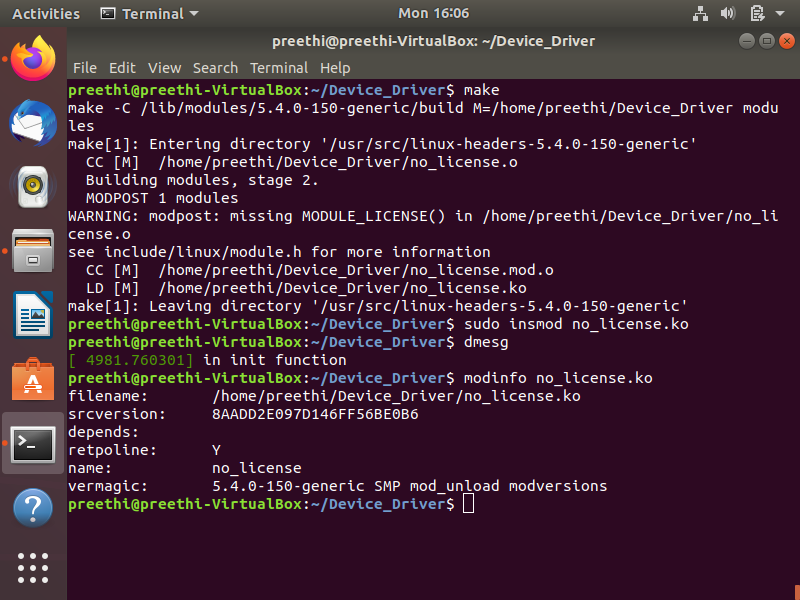 Activities Terminal Mon 16:06
preethi@preethi-VirtualBox: ~/Device_Driver
File Edit View Search Terminal Help
preethi@preethi-VirtualBox:~/Device_Driver$ make
make -C /lib/modules/5.4.0-150-generic/build M=/home/preethi/Device_Driver modu
les
make[1]: Entering directory '/usr/src/linux-headers-5.4.0-150-generic'
  CC [M]  /home/preethi/Device_Driver/no_license.o
  Building modules, stage 2.
  MODPOST 1 modules
WARNING: modpost: missing MODULE_LICENSE() in /home/preethi/Device_Driver/no_li
cense.o
see include/linux/module.h for more information
  CC [M]  /home/preethi/Device_Driver/no_license.mod.o
  LD [M]  /home/preethi/Device_Driver/no_license.ko
make[1]: Leaving directory '/usr/src/linux-headers-5.4.0-150-generic'
preethi@preethi-VirtualBox:~/Device_Driver$ sudo insmod no_license.ko
preethi@preethi-VirtualBox:~/Device_Driver$ dmesg
[ 4981.760301] in init function
preethi@preethi-VirtualBox:~/Device_Driver$ modinfo no_license.ko
filename:       /home/preethi/Device_Driver/no_license.ko
srcversion:     8AADD2E097D146FF56BE0B6
depends:
retpoline:      Y
name:           no_license
vermagic:       5.4.0-150-generic SMP mod_unload modversions
preethi@preethi-VirtualBox:~/Device_Driver$